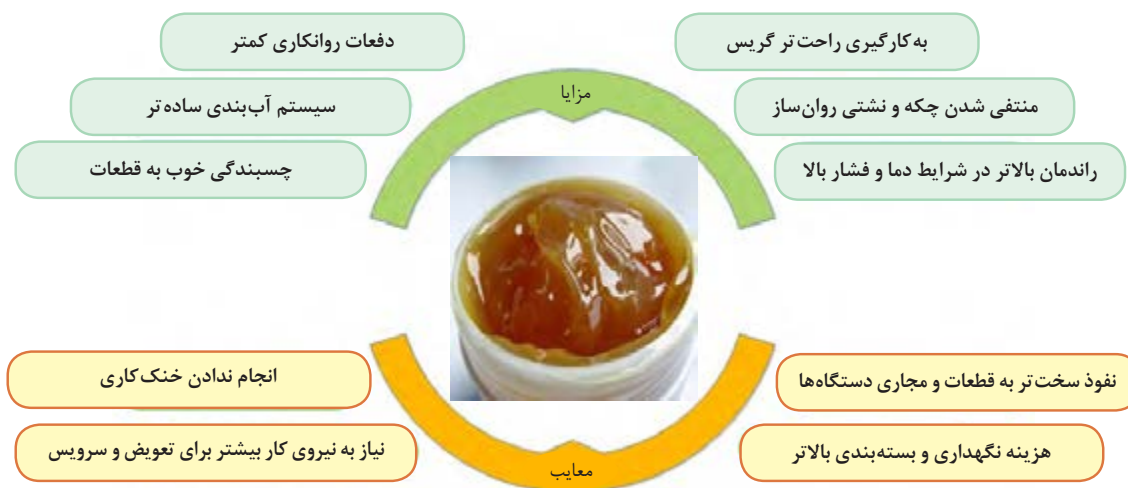 به‌کارگیری راحت‌تر گریس
دفعات روانکاری کمتر
مزایا
منتفی شدن چکه و نشتی روان‌ساز
سیستم آب‌بندی ساده‌تر
راندمان بالاتر در شرایط دما و فشار بالا
چسبندگی خوب به قطعات
نفوذ سخت‌تر به قطعات و مجاری دستگاه‌ها
انجام ندادن خنک‌کاری
هزینه نگهداری و بسته‌بندی بالاتر
نیاز به نیروی کار بیشتر برای تعویض و سرویس
معایب